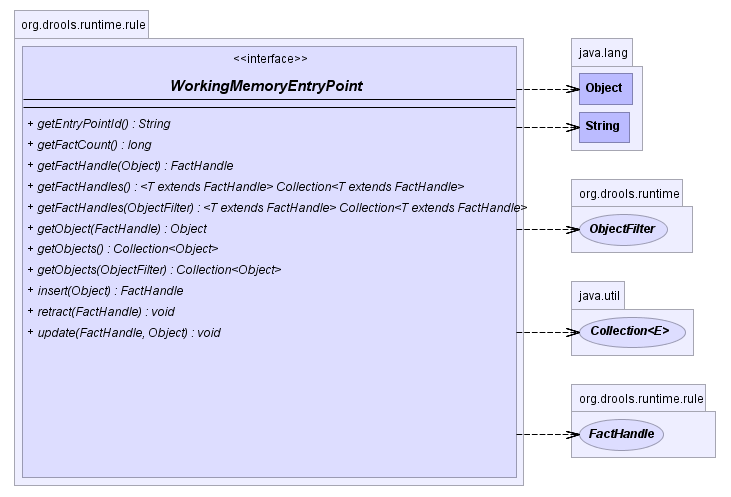 org.drools.runtime.rule
<<interface>>
WorkingMemoryEntryPoint
+ getEntryPointId() : String
+ getFactCount() : long
+ getFactHandle(Object) : FactHandle
+ getFactHandles() : <T extends FactHandle> Collection<T extends FactHandle>
+ getFactHandles(ObjectFilter) : <T extends FactHandle> Collection<T extends FactHandle>
+ getObject(FactHandle) : Object
+ getObjects() : Collection<Object>
+ getObjects(ObjectFilter) : Collection<Object>
+ insert(Object) : FactHandle
+ retract(FactHandle) : void
+ update(FactHandle, Object) : void
java.lang
Object
String
org.drools.runtime
ObjectFilter
java.util
Collection<E>
org.drools.runtime.rule
FactHandle